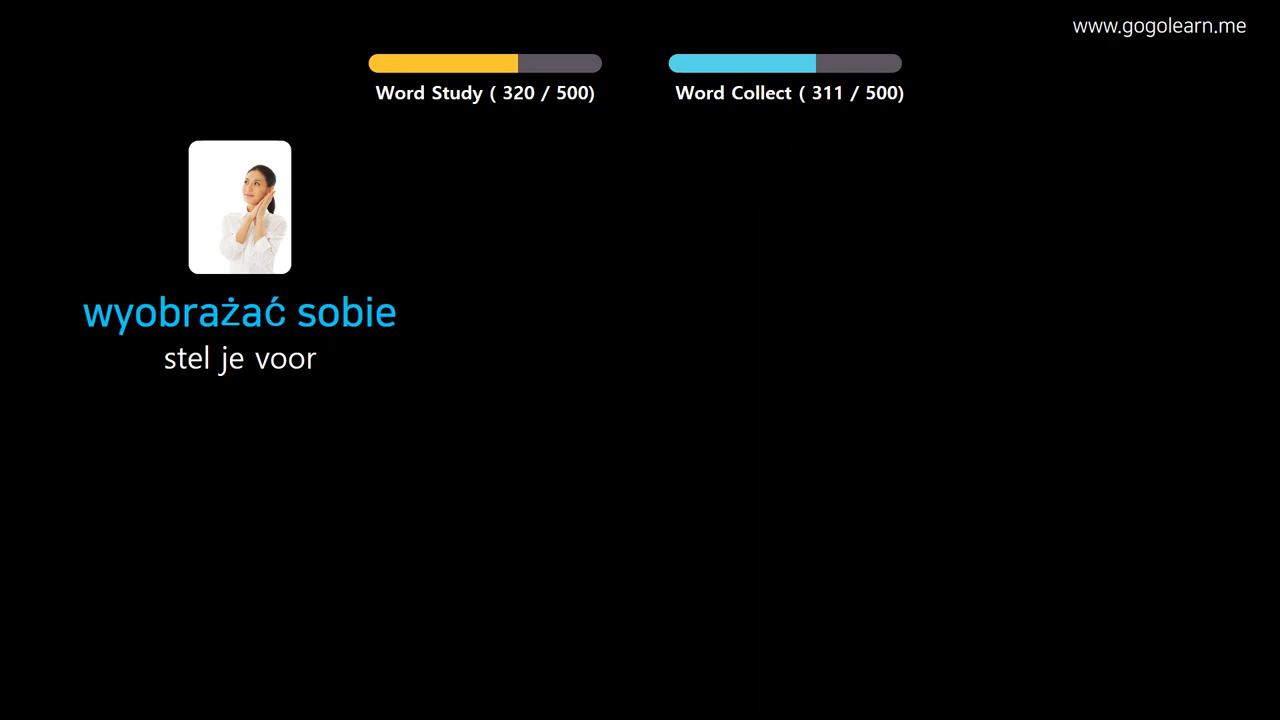 www.gogolearn.me
Word Study ( 320 / 500)
Word Collect ( 311 / 500)
wyobrażać sobie
stel je voor